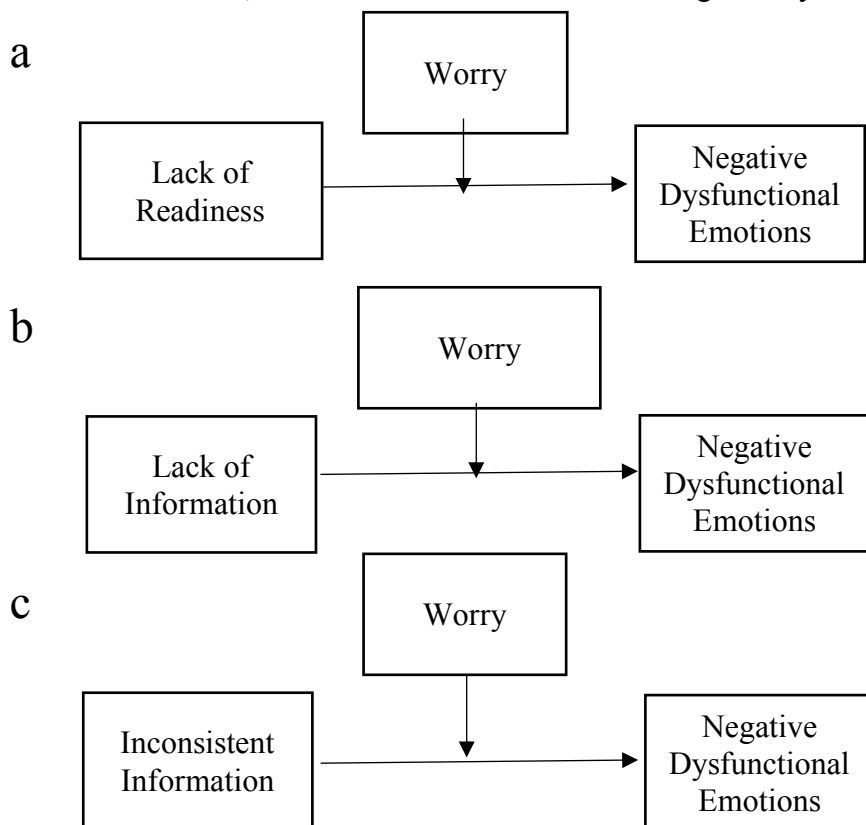 a
Worry
Lack of
Readiness
Negative
Dysfunctional
Emotions
b
Worry
Lack of
Information
Negative
Dysfunctional
Emotions
c
Worry
Inconsistent
Information
Negative
Dysfunctional
Emotions